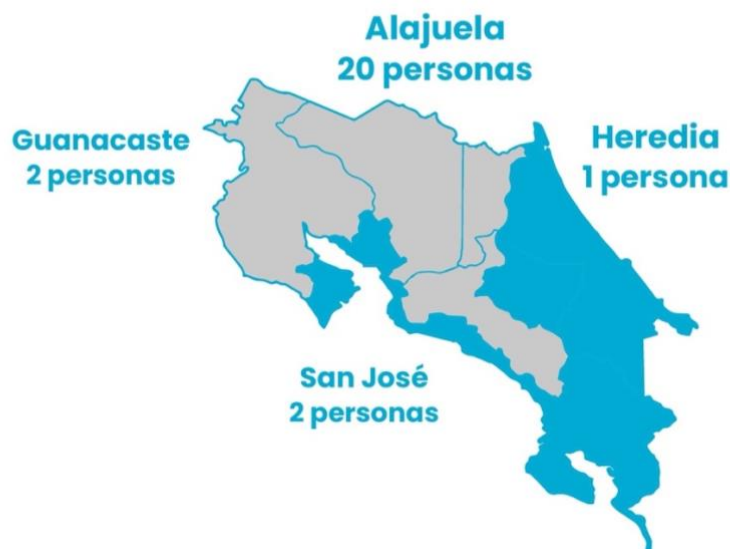 Alajuela
20 personas
Guanacaste
2 personas
Heredia
1 persona
San José
2 personas